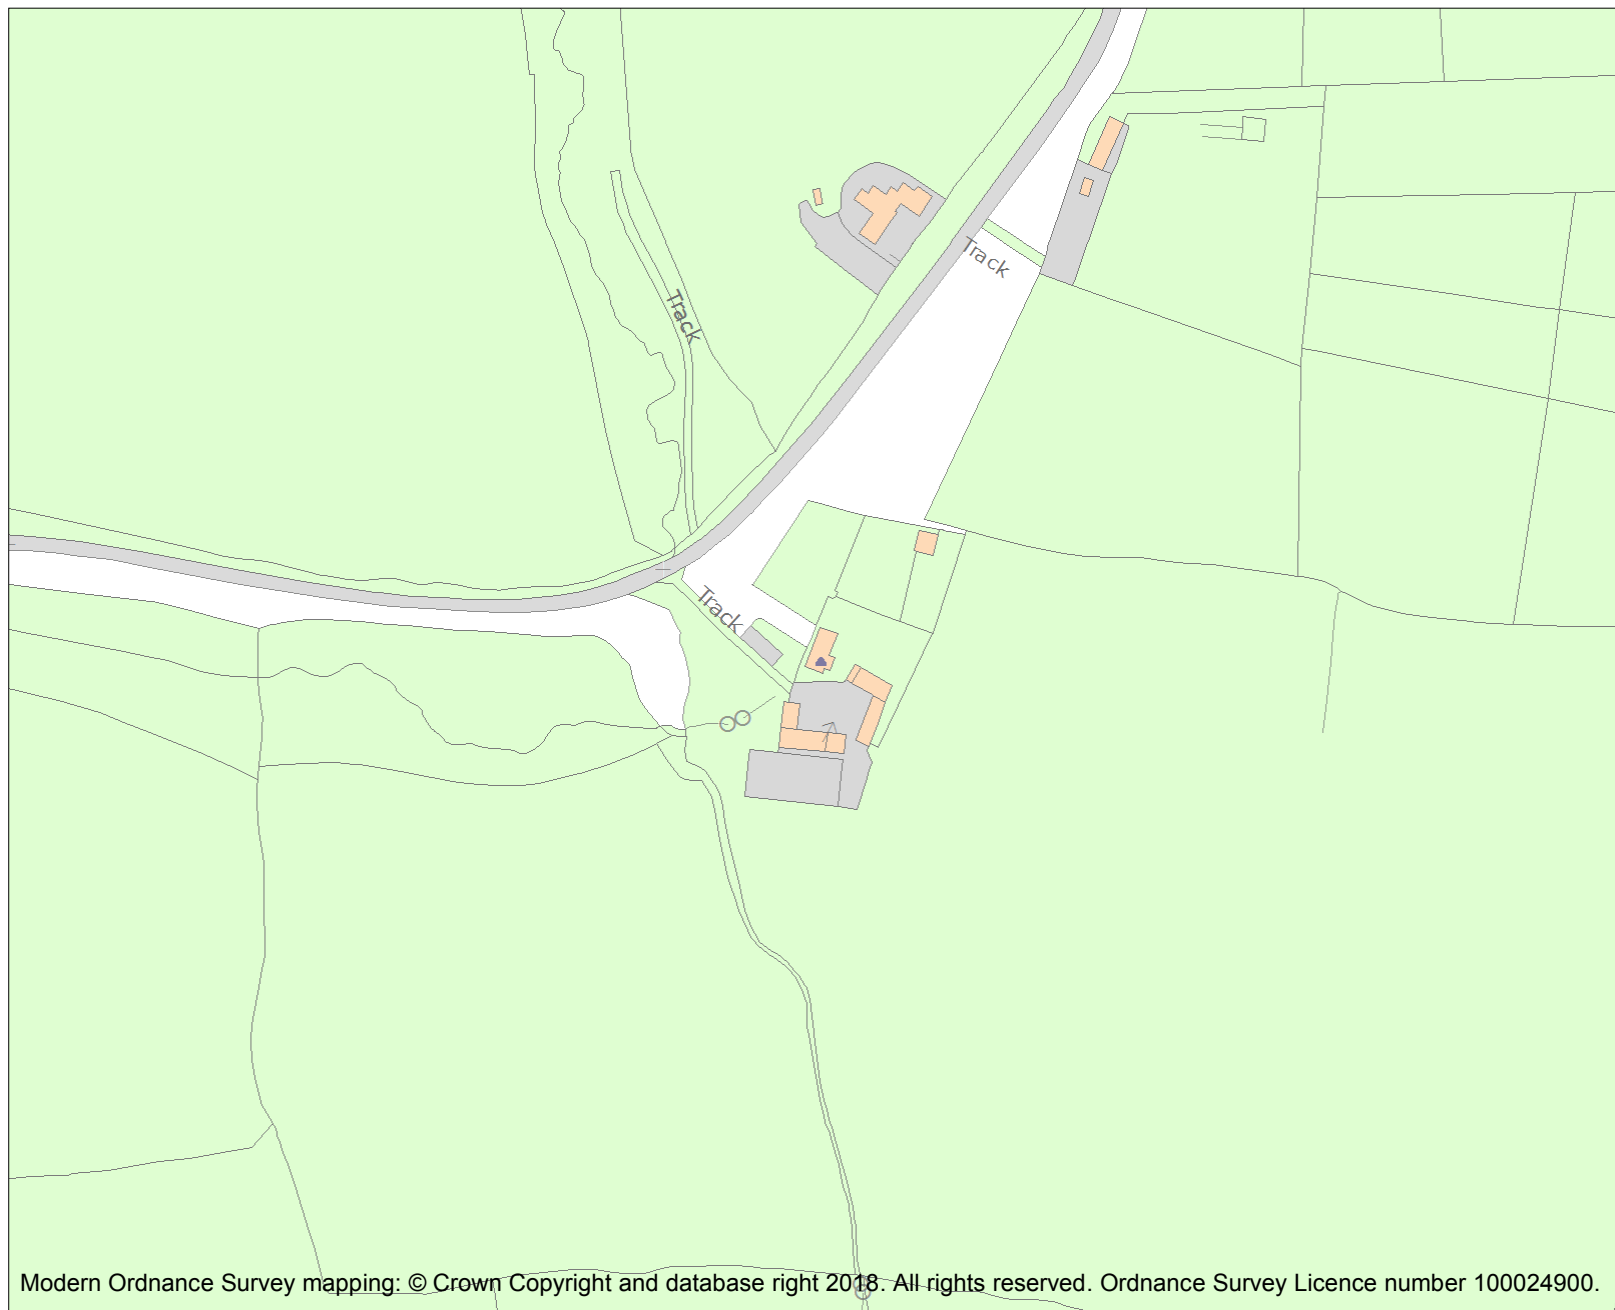 Track
Track
Track
Modern Ordnance Survey mapping: © Crown Copyright and database right 2018. All rights reserved. Ordnance Survey Licence number 100024900.